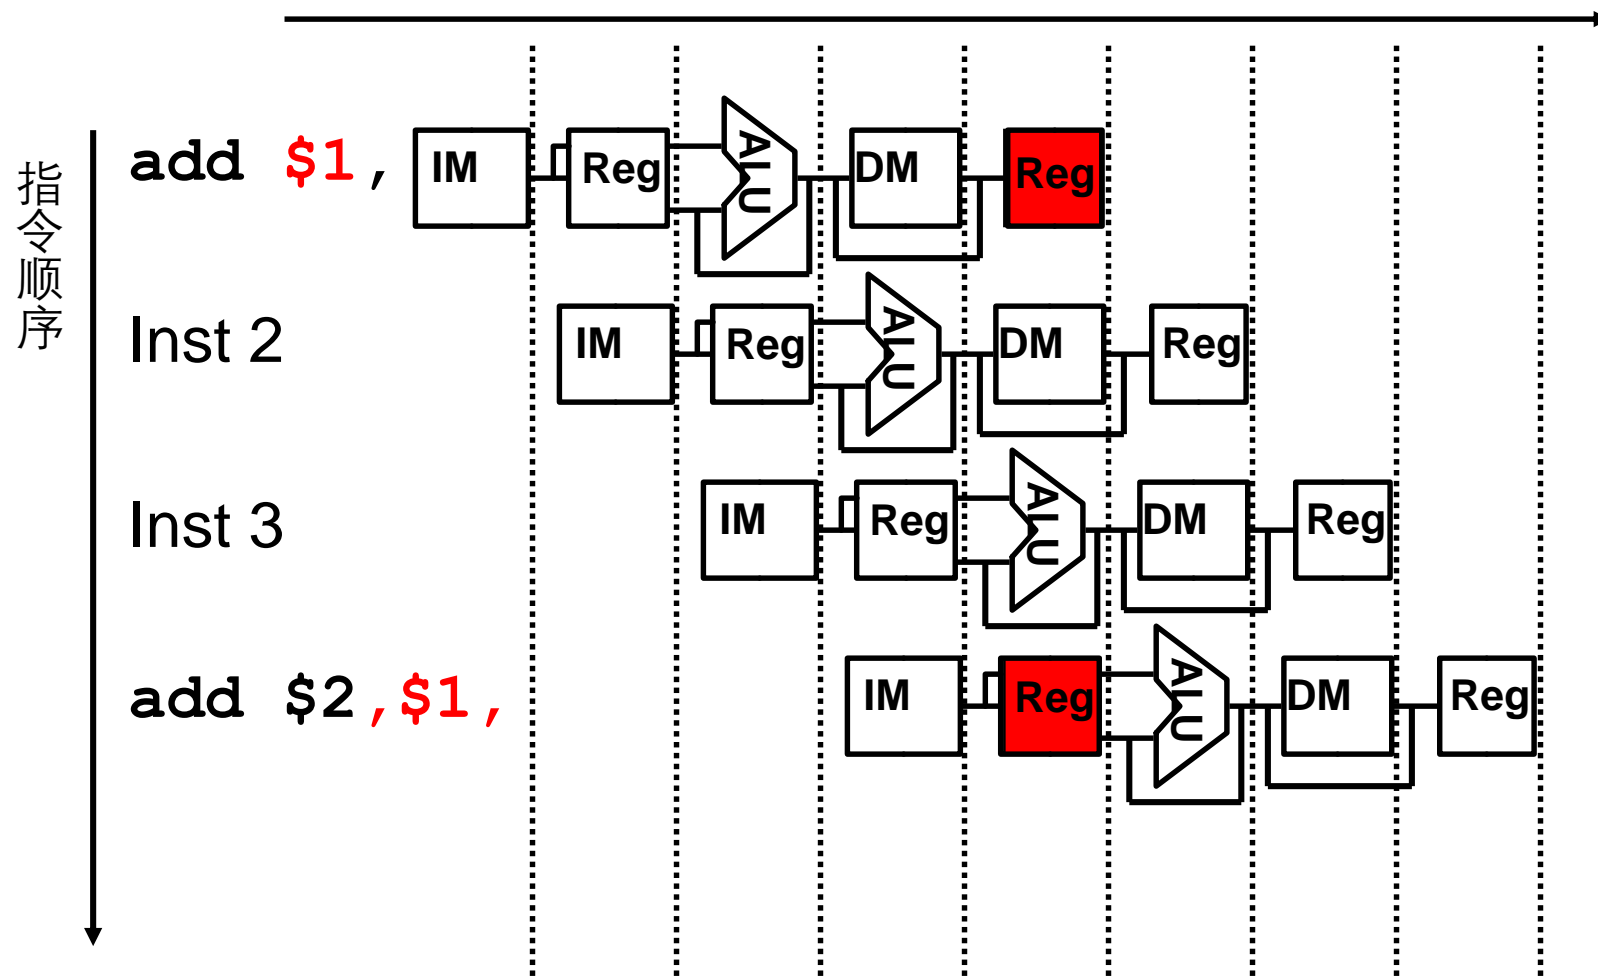 指令顺序
add $1, IM Reg ALU DM Reg
Inst 2 IM Reg ALU DM Reg
Inst 3 IM Reg ALU DM Reg
add $2,$1, IM Reg ALU DM Reg